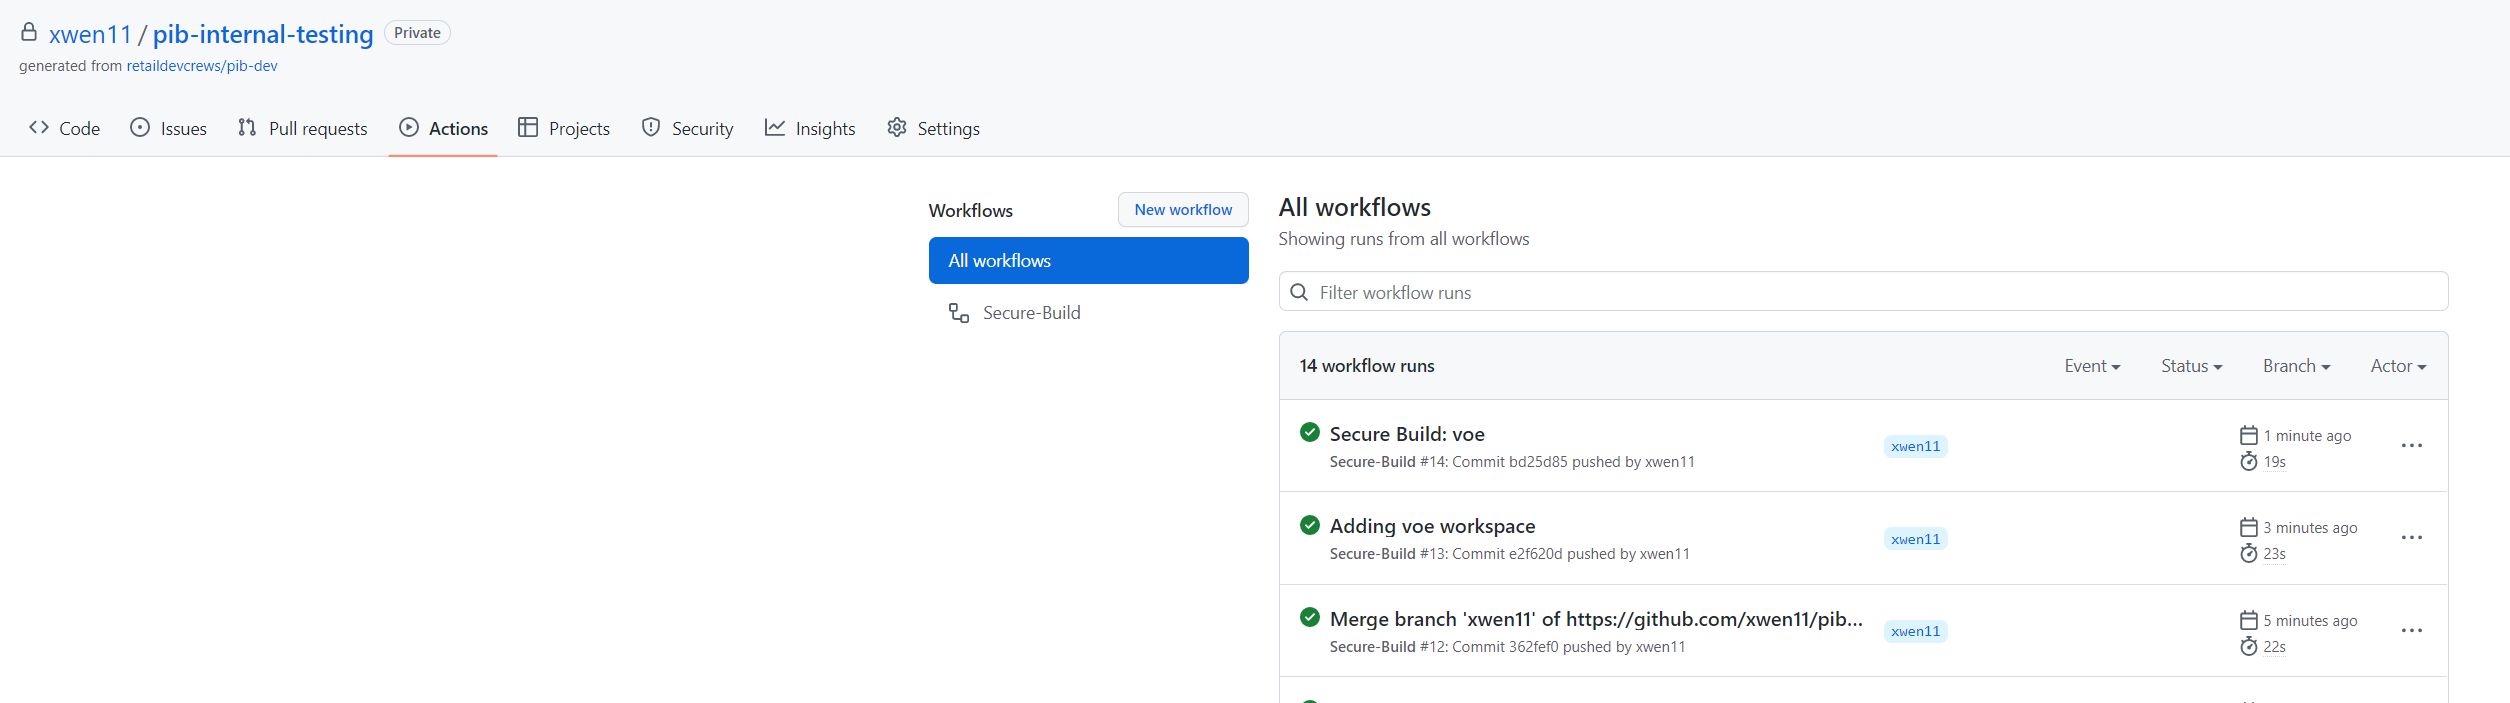 xwen11 / pib-internal-testing Private
generated from retaildevcrews/pib-dev
Code Issues Pull requests Actions Projects Security Insights Settings
Workflows
New workflow
All workflows
Secure-Build
All workflows
Showing runs from all workflows
Filter workflow runs
14 workflow runs Event Status Branch Actor
Secure Build: voe
Secure-Build #14: Commit bd25d85 pushed by xwen11
xwen11
1 minute ago
19s
Adding voe workspace
Secure-Build #13: Commit e2f620d pushed by xwen11
xwen11
3 minutes ago
23s
Merge branch 'xwen11' of https://github.com/xwen11/pib...
Secure-Build #12: Commit 362fef0 pushed by xwen11
xwen11
5 minutes ago
22s